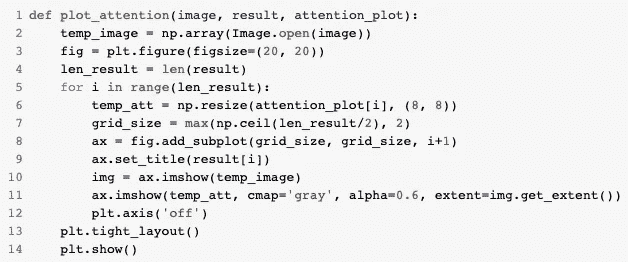 1 def plot_attention(image, result, attention_plot):
2     temp_image = np.array(Image.open(image))
3     fig = plt.figure(figsize=(20, 20))
4     len_result = len(result)
5     for i in range(len_result):
6         temp_att = np.resize(attention_plot[i], (8, 8))
7         grid_size = max(np.ceil(len_result/2), 2)
8         ax = fig.add_subplot(grid_size, grid_size, i+1)
9         ax.set_title(result[i])
10         img = ax.imshow(temp_image)
11         ax.imshow(temp_att, cmap='gray', alpha=0.6, extent=img.get_extent())
12         plt.axis('off')
13     plt.tight_layout()
14     plt.show()